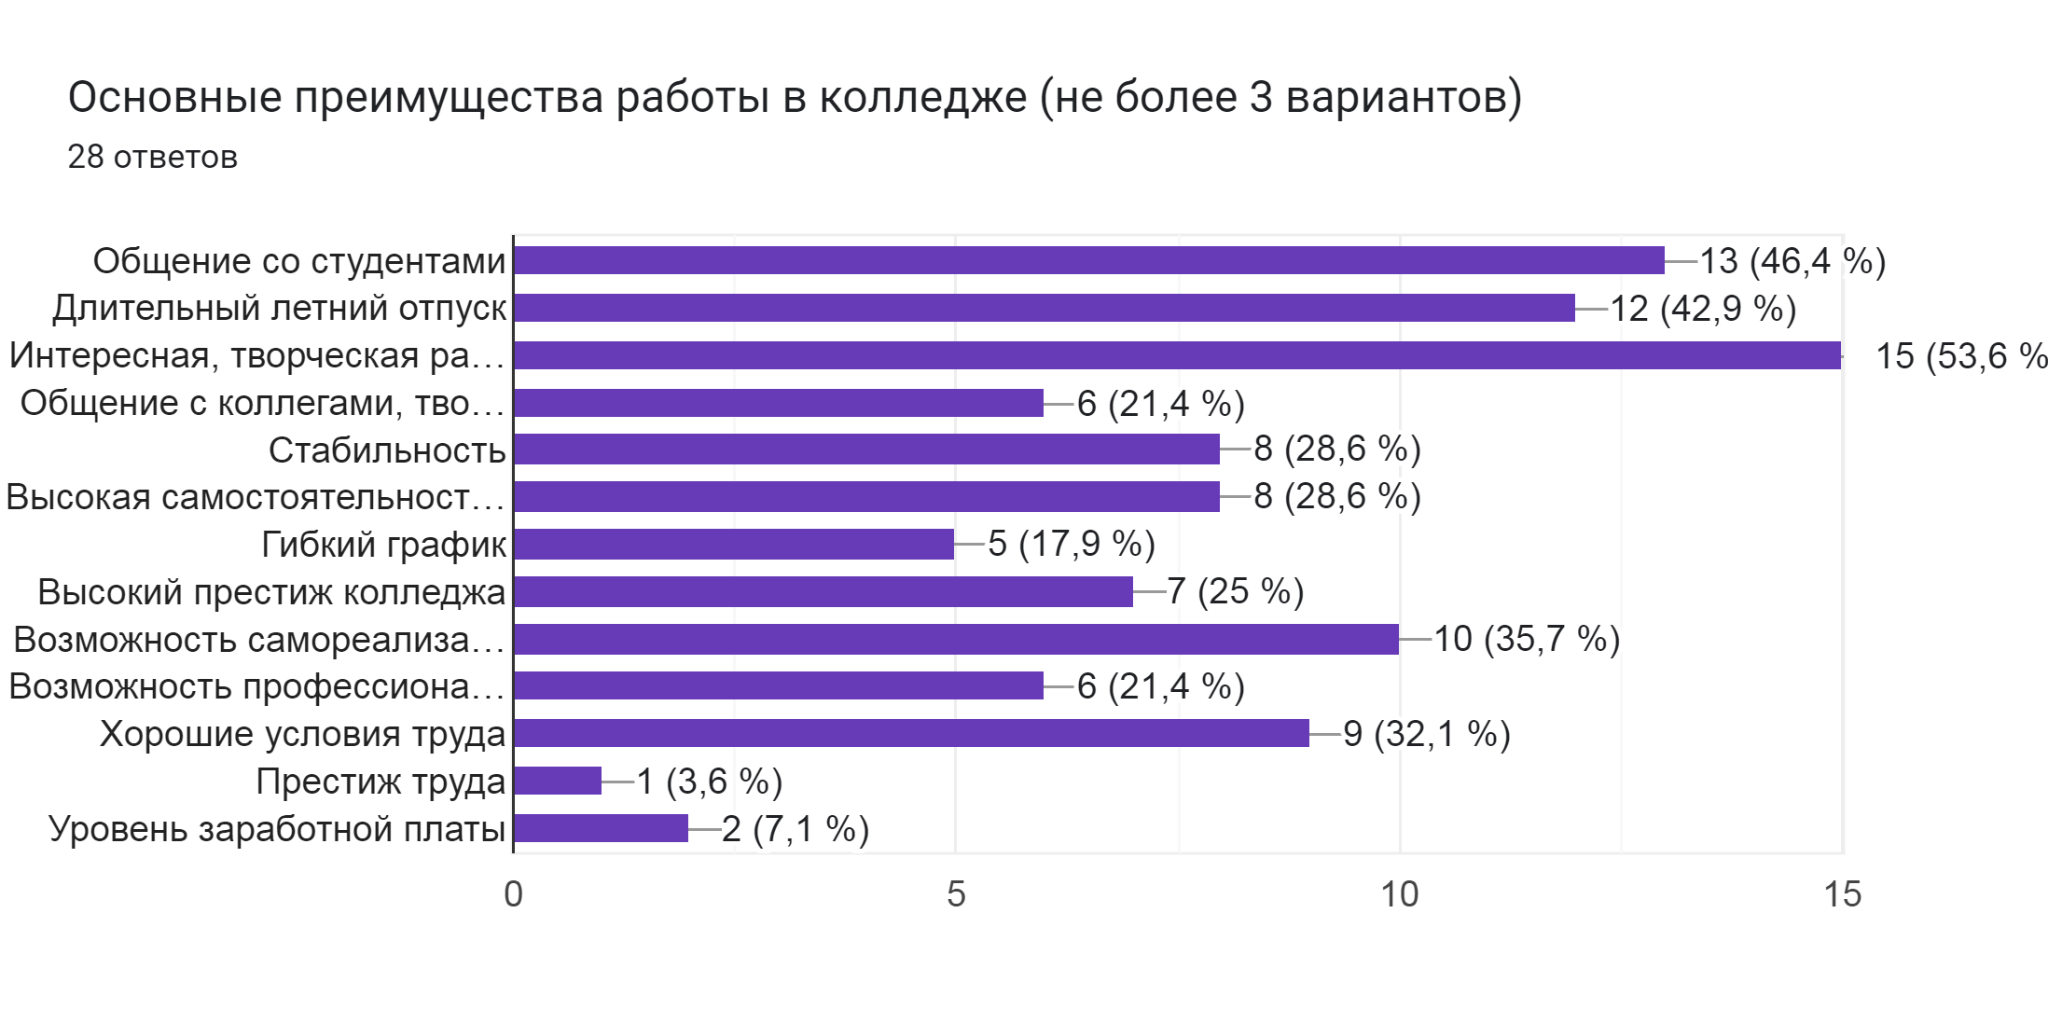 Основные преимущества работы в колледже (не более 3 вариантов)
28 ответов
Общение со студентами 13 (46,4 %)
Длительный летний отпуск 12 (42,9 %)
Интересная, творческая ра… 15 (53,6 %
Общение с коллегами, тво… 6 (21,4 %)
Стабильность 8 (28,6 %)
Высокая самостоятельност… 8 (28,6 %)
Гибкий график 5 (17,9 %)
Высокий престиж колледжа 7 (25 %)
Возможность самореализа… 10 (35,7 %)
Возможность профессиона… 6 (21,4 %)
Хорошие условия труда 9 (32,1 %)
Престиж труда 1 (3,6 %)
Уровень заработной платы 2 (7,1 %)
0 5 10 15